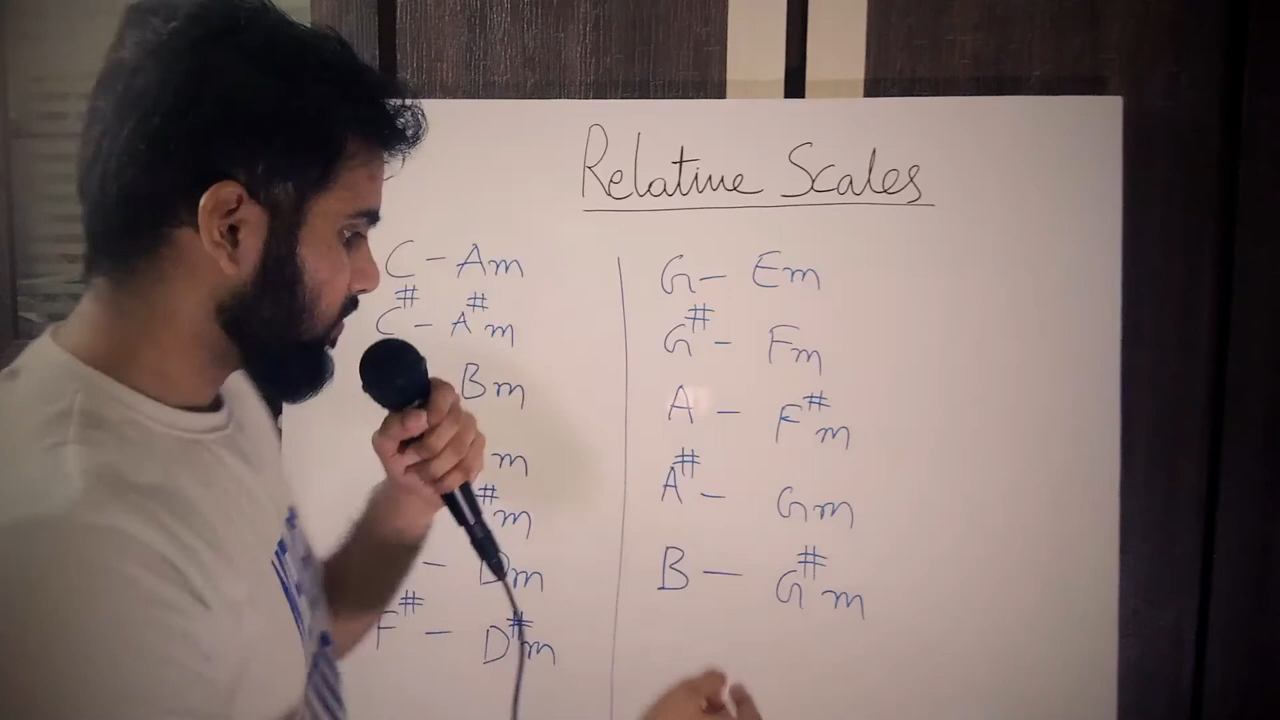 Relative Scales
C - Am
C# - A#m
Bm
m
#m
- Dm
F# - D#m
G - Em
G# - Fm
A - F#m
A# - Gm
B - G#m